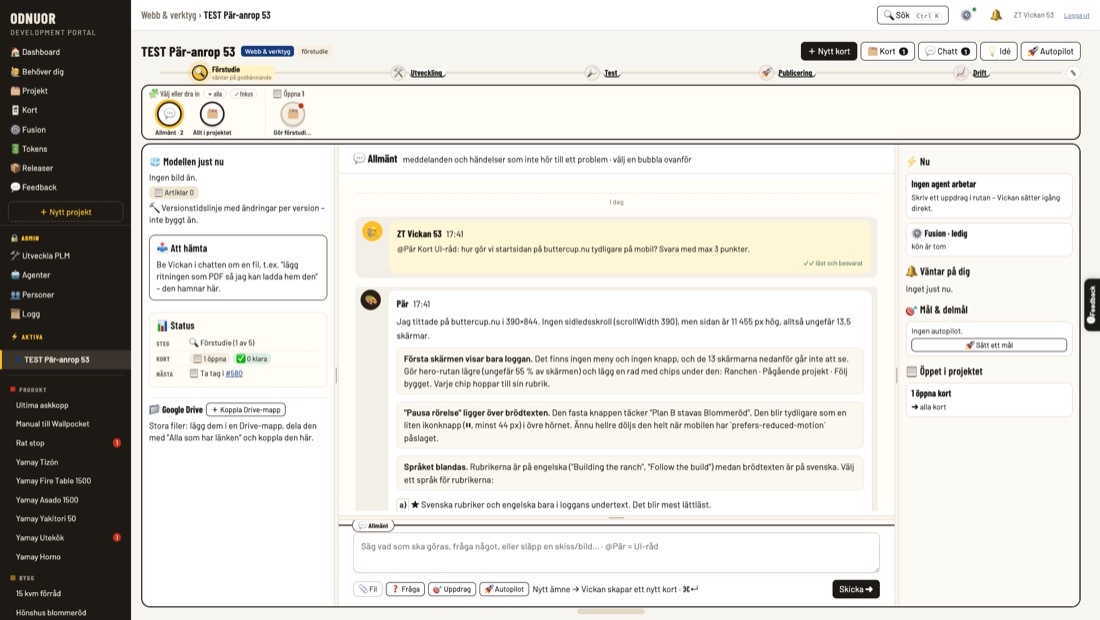 ODNUOR
DEVELOPMENT PORTAL
Dashboard
Behöver dig
Projekt
Kort
Fusion
Tokens
Releaser
Feedback
+ Nytt projekt
ADMIN
Utveckla PLM
Agenter
Personer
Logg
AKTIVA
TEST Pär-anrop 53
PRODUKT
Ultima askkopp
Manual till Wallpocket
Rat stop 1
Yamay Tizón
Yamay Fire Table 1500
Yamay Asado 1500
Yamay Yakitori 50
Yamay Utekök 1
Yamay Horno
BYGG
15 kvm förråd
Hönshus blommeröd
Webb & verktyg › TEST Pär-anrop 53
Sök Ctrl K
ZT Vickan 53
Logga ut
TEST Pär-anrop 53 Webb & verktyg förstudie
+ Nytt kort
Kort 1
Chatt 1
Idé
Autopilot
Förstudie
väntar på godkännande
Utveckling
Test
Publicering
Drift
Välj eller dra in + alla fokus
Allmänt · 2
Allt i projektet
Öppna 1
Gör förstudi...
Modellen just nu
Ingen bild än.
Artiklar 0
Versionstidslinje med ändringar per version – inte byggt än.
Att hämta
Be Vickan i chatten om en fil, t.ex. "lägg
ritningen som PDF så jag kan ladda hem den"
– den hamnar här.
Status
STEG Förstudie (1 av 5)
KORT 1 öppna 0 klara
NÄSTA Ta tag i #580
Google Drive + Koppla Drive-mapp
Stora filer: lägg dem i en Drive-mapp, dela den
med "Alla som har länken" och koppla den här.
Allmänt meddelanden och händelser som inte hör till ett problem · välj en bubbla ovanför
I dag
ZT Vickan 53 17:41
@Pär Kort UI-råd: hur gör vi startsidan på buttercup.nu tydligare på mobil? Svara med max 3 punkter.
✓✓ läst och besvarat
Pär 17:41
Jag tittade på buttercup.nu i 390×844. Ingen sidledsskroll (scrollWidth 390), men sidan är 11 455 px hög, alltså ungefär 13,5
skärmar.
Första skärmen visar bara loggan. Det finns ingen meny och ingen knapp, och de 13 skärmarna nedanför går inte att se.
Gör hero-rutan lägre (ungefär 55 % av skärmen) och lägg en rad med chips under den: Ranchen · Pågående projekt · Följ
bygget. Varje chip hoppar till sin rubrik.
"Pausa rörelse" ligger över brödtexten. Den fasta knappen täcker "Plan B stavas Blommeröd". Den blir tydligare som en
liten ikonknapp (⏸, minst 44 px) i övre hörnet. Ännu hellre döljs den helt när mobilen har `prefers-reduced-motion`
påslaget.
Språket blandas. Rubrikerna är på engelska ("Building the ranch", "Follow the build") medan brödtexten är på svenska. Välj
ett språk för rubrikerna:
a) ★ Svenska rubriker och engelska bara i loggans undertext. Det blir mest lättläst.
Allmänt
Säg vad som ska göras, fråga något, eller släpp en skiss/bild... · @Pär = UI-råd
Fil
Fråga
Uppdrag
Autopilot
Nytt ämne → Vickan skapar ett nytt kort · ⌘↩
Skicka →
Nu
Ingen agent arbetar
Skriv ett uppdrag i rutan – Vickan sätter igång
direkt.
Fusion · ledig
kön är tom
Väntar på dig
Inget just nu.
Mål & delmål
Ingen autopilot.
Sätt ett mål
Öppet i projektet
1 öppna kort
→ alla kort
Feedback